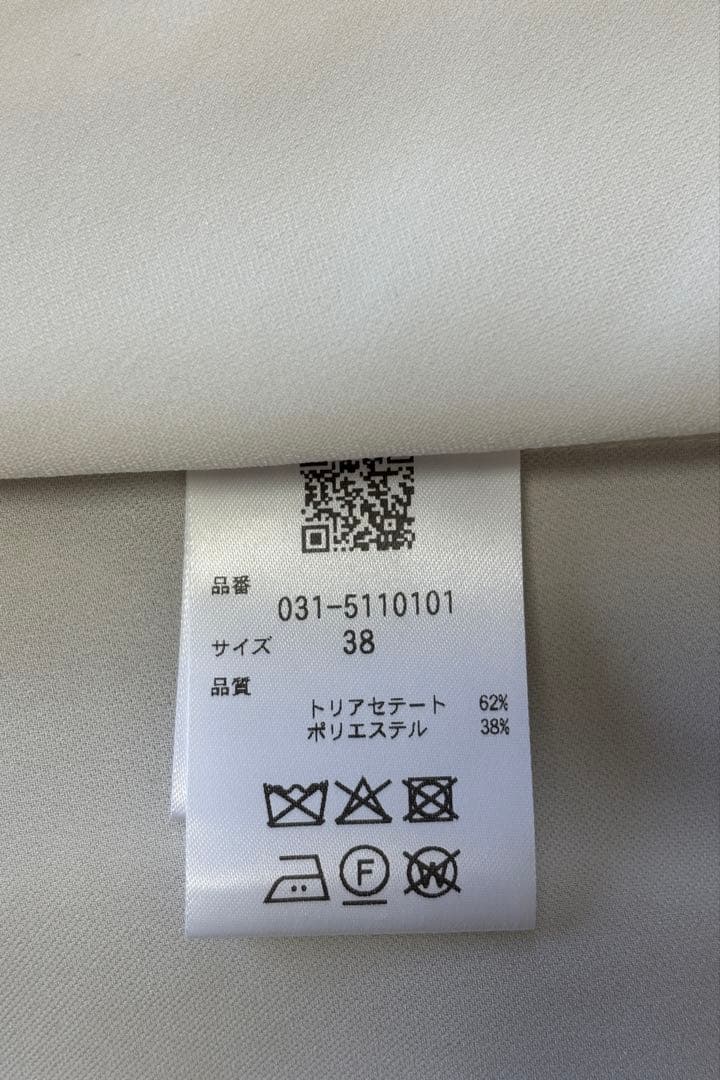 品番
031-5110101
サイズ 38
品質
トリアセテート 62%
ポリエステル 38%
F
W